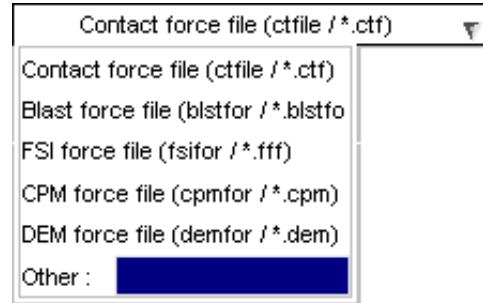 Contact force file (ctfile / *.ctf)
Contact force file (ctfile / *.ctf)
Blast force file (blstfor / *.blstfo
FSI force file (fsifor / *.fff)
CPM force file (cpmfor / *.cpm)
DEM force file (demfor / *.dem)
Other :